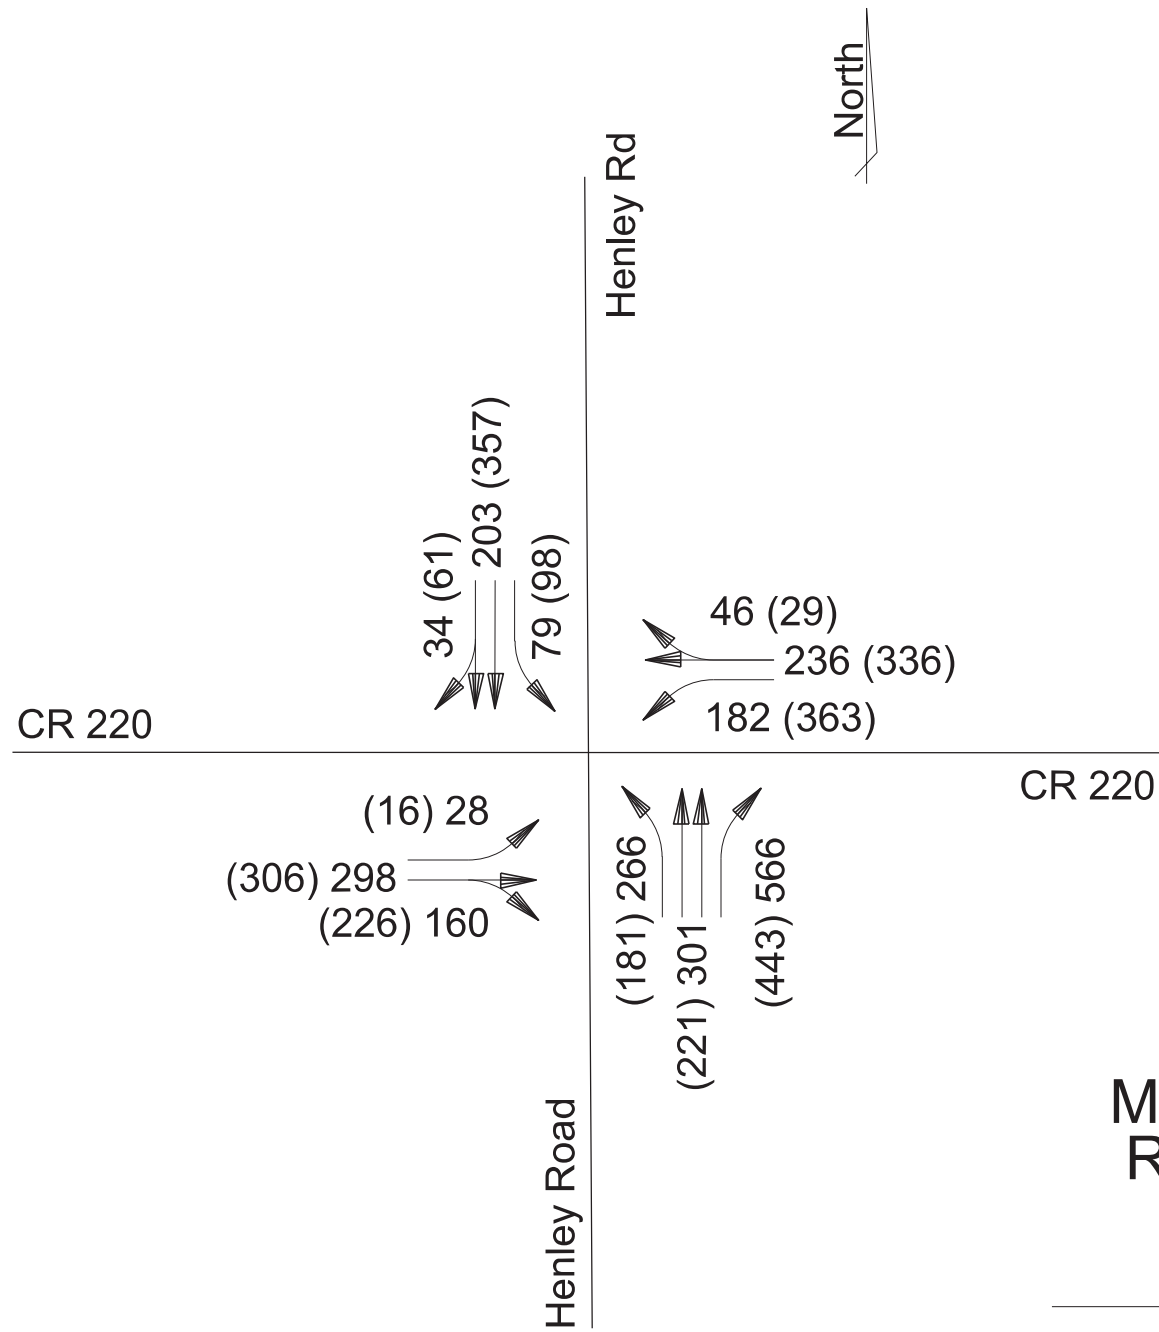 North
Henley Rd
203 (357)
34 (61)
79 (98)
46 (29)
236 (336)
182 (363)
CR 220
CR 220
(16) 28
(306) 298
(226) 160
(181) 266
(221) 301
(443) 566
M
R
Henley Road